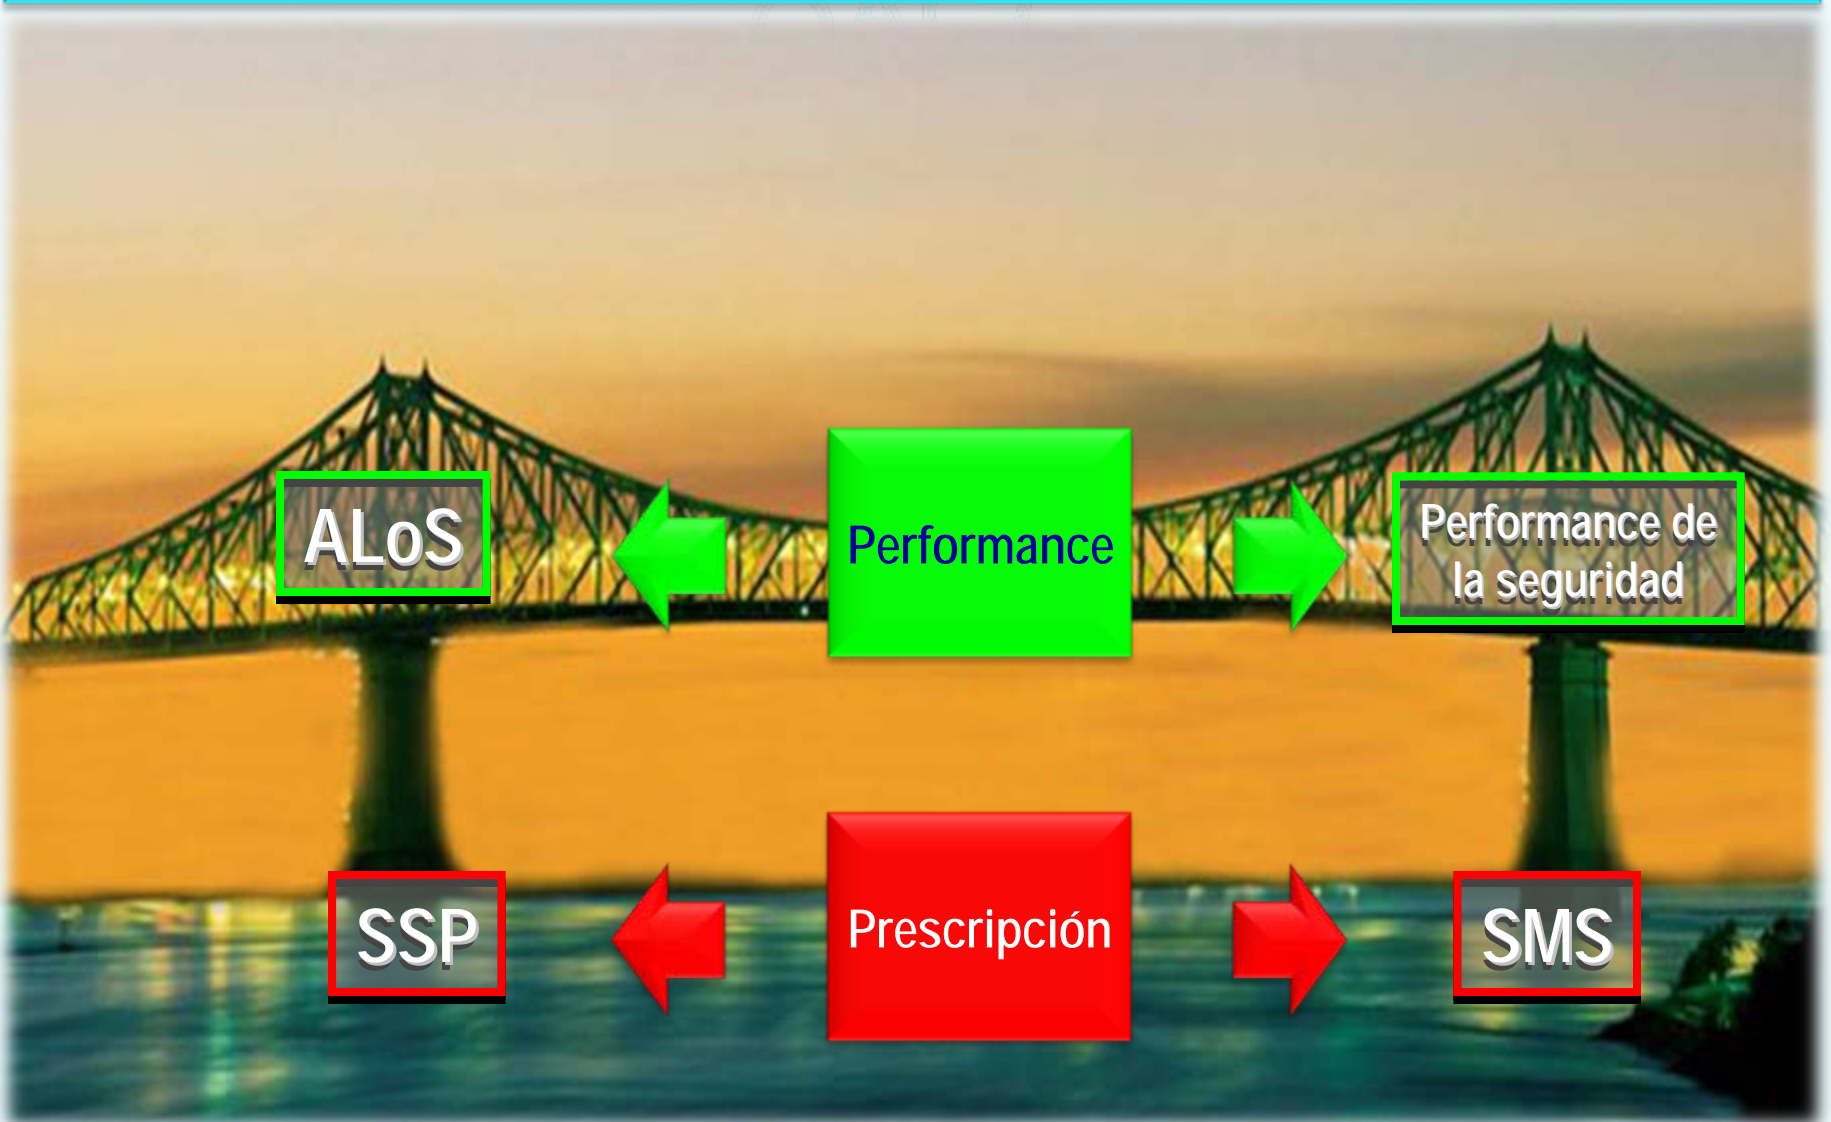 ALoS
Performance
Performance de
la seguridad
SSP
Prescripción
SMS